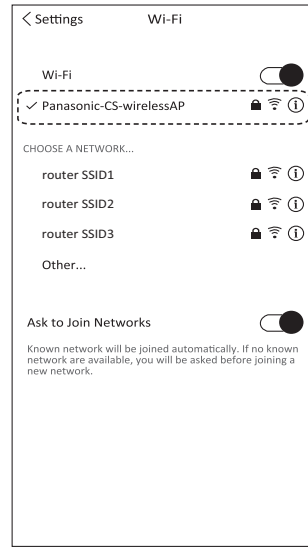 Settings Wi-Fi
Wi-Fi
Panasonic-CS-wirelessAP
CHOOSE A NETWORK...
router SSID1
router SSID2
router SSID3
Other...
Ask to Join Networks
Known network will be joined automatically. If no known
network are available, you will be asked before joining a
new network.